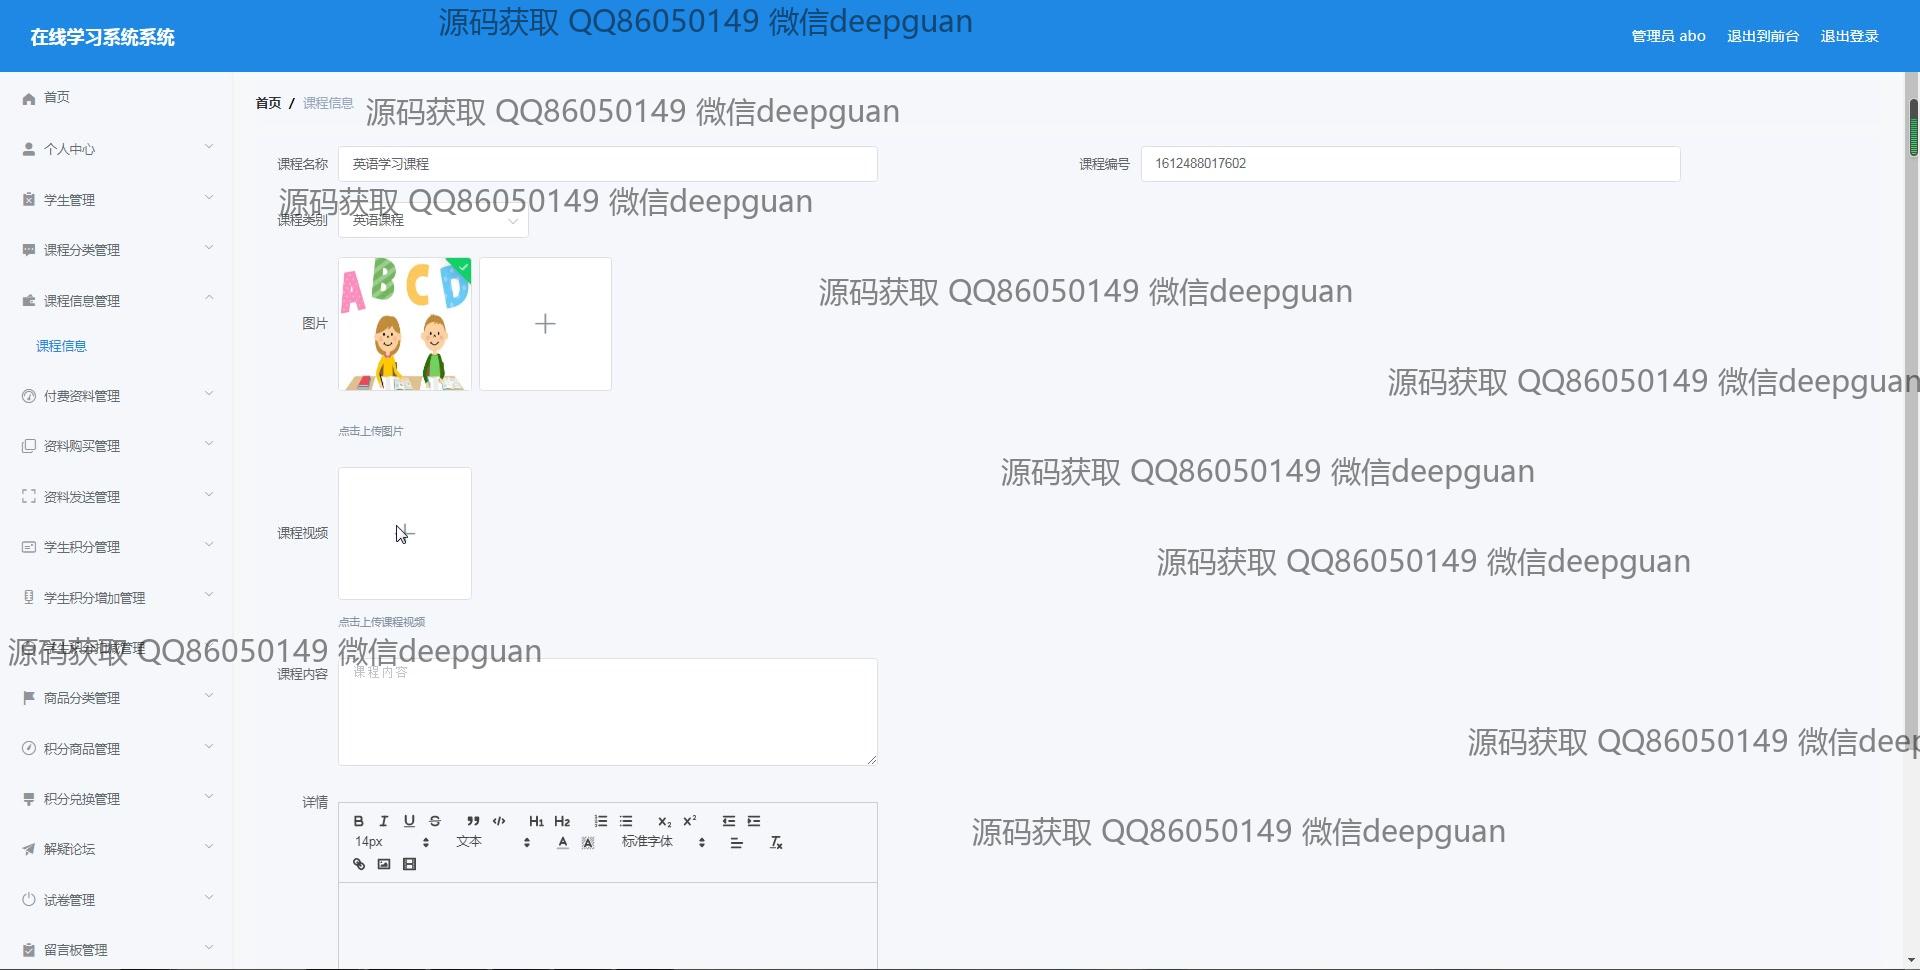 源码获取 QQ86050149 微信deepguan
在线学习系统系统
管理员 abo
退出到前台
退出登录
首页
首页 / 课程信息
源码获取 QQ86050149 微信deepguan
个人中心
课程名称
英语学习课程
课程编号
1612488017602
学生管理
源码获取 QQ86050149 微信deepguan
课程类别
英语课程
课程分类管理
源码获取 QQ86050149 微信deepguan
课程信息管理
A B C D
图片
课程信息
源码获取 QQ86050149 微信deepguan
付费资料管理
点击上传图片
资料购买管理
源码获取 QQ86050149 微信deepguan
资料发送管理
课程视频
学生积分管理
源码获取 QQ86050149 微信deepguan
学生积分增加管理
点击上传课程视频
学生积分扣减管理
源码获取 QQ86050149 微信deepguan
课程内容
课程内容
商品分类管理
积分商品管理
源码获取 QQ86050149 微信deep
积分兑换管理
详情
B I U S H1 H2 X2 X2
14px 文本 A A 标准字体 Tx
源码获取 QQ86050149 微信deepguan
解疑论坛
试卷管理
留言板管理